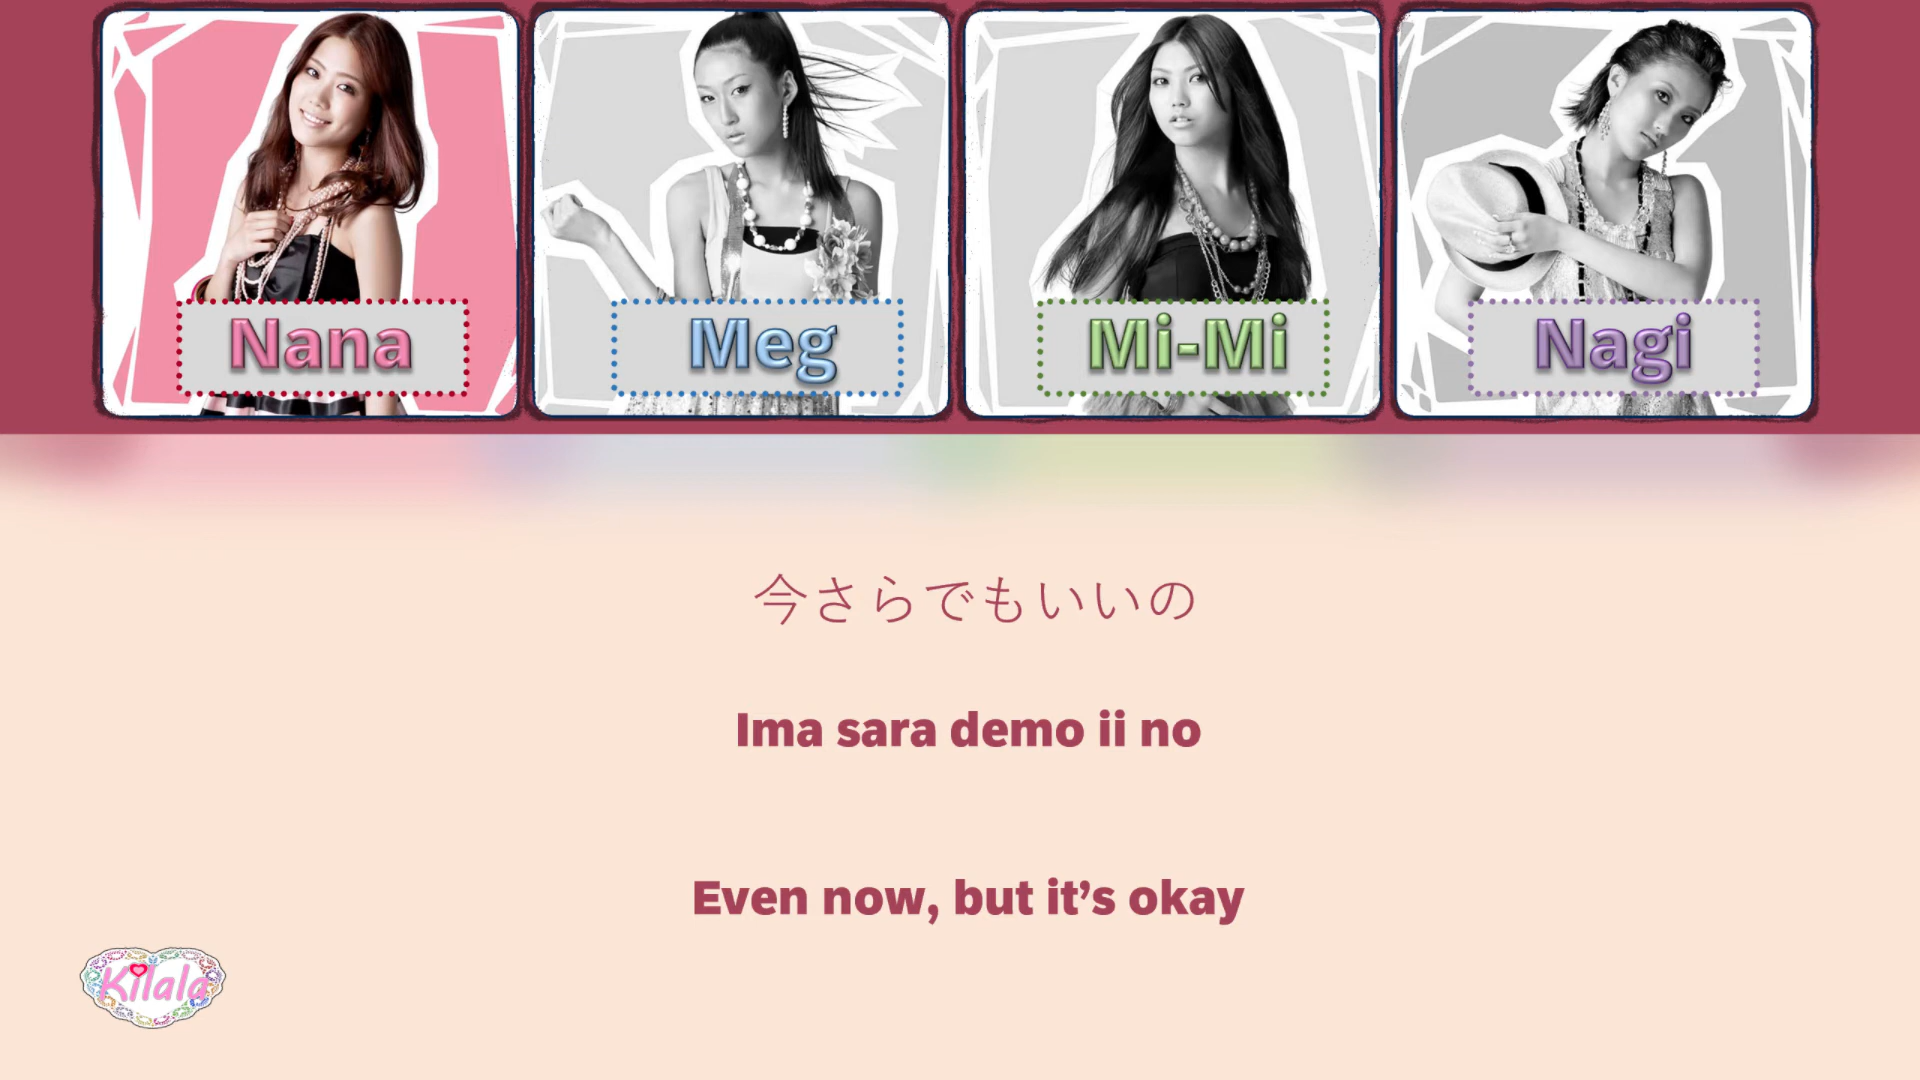 Nana
Meg
Mi-Mi
Nagi
今さらでもいいの
Ima sara demo ii no
Even now, but it’s okay
Kilala